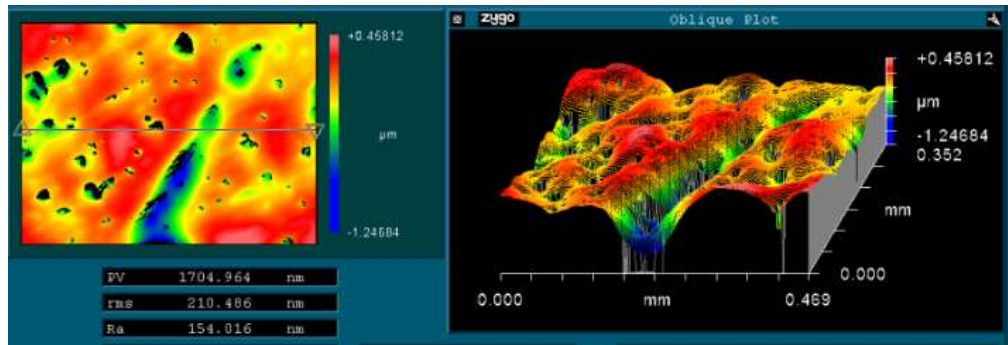 zygo Oblique Plot
+0.45812
µm
-1.24684
+0.45812
µm
-1.24684
0.352
mm
0.000
0.000 mm 0.469
PV 1704.964 nm
rms 210.486 nm
Ra 154.016 nm